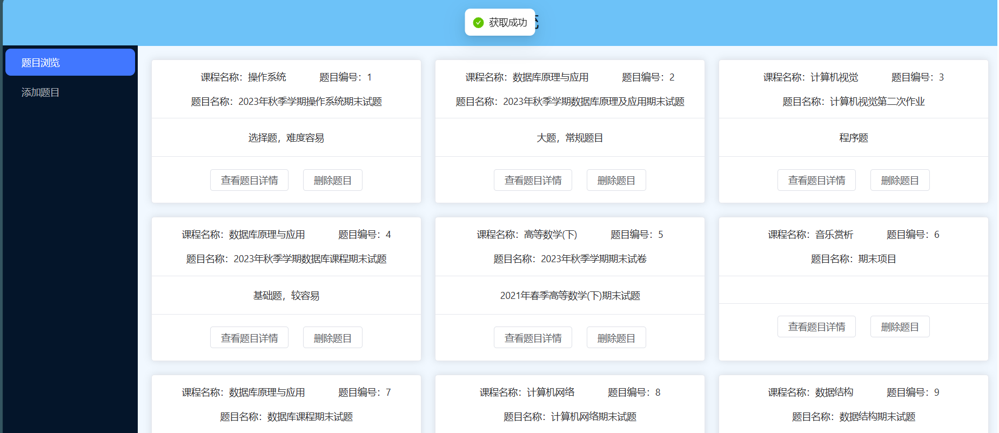 获取成功
题目浏览
添加题目
课程名称：操作系统 题目编号：1
题目名称：2023年秋季学期操作系统期末试题
选择题，难度容易
查看题目详情 删除题目
课程名称：数据库原理与应用 题目编号：2
题目名称：2023年秋季学期数据库原理及应用期末试题
大题，常规题目
查看题目详情 删除题目
课程名称：计算机视觉 题目编号：3
题目名称：计算机视觉第二次作业
程序题
查看题目详情 删除题目
课程名称：数据库原理与应用 题目编号：4
题目名称：2023年秋季学期数据库课程期末试题
基础题，较容易
查看题目详情 删除题目
课程名称：高等数学(下) 题目编号：5
题目名称：2023年秋季学期期末试卷
2021年春季高等数学(下)期末试题
查看题目详情 删除题目
课程名称：音乐赏析 题目编号：6
题目名称：期末项目
查看题目详情 删除题目
课程名称：数据库原理与应用 题目编号：7
题目名称：数据库课程期末试题
课程名称：计算机网络 题目编号：8
题目名称：计算机网络期末试题
课程名称：数据结构 题目编号：9
题目名称：数据结构期末试题